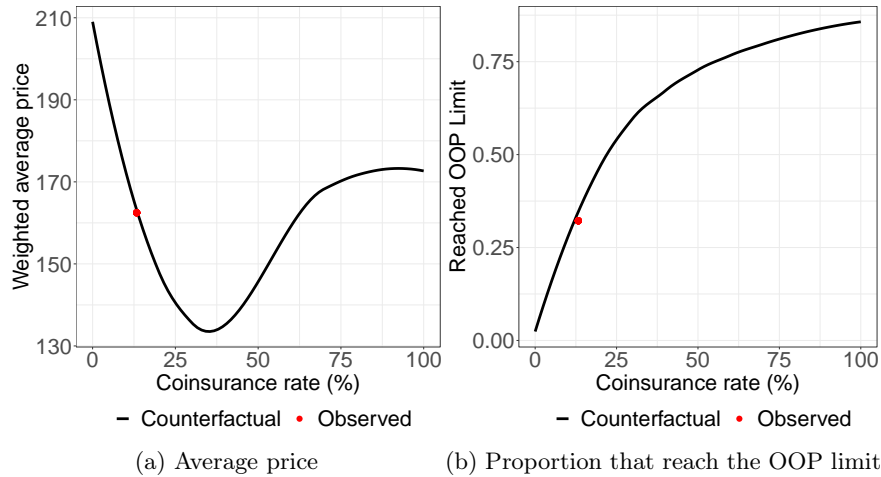 Weighted average price
210
190
170
150
130
0 25 50 75 100
Coinsurance rate (%)
Counterfactual Observed
(a) Average price
Reached OOP Limit
0.75
0.50
0.25
0.00
0 25 50 75 100
Coinsurance rate (%)
Counterfactual Observed
(b) Proportion that reach the OOP limit